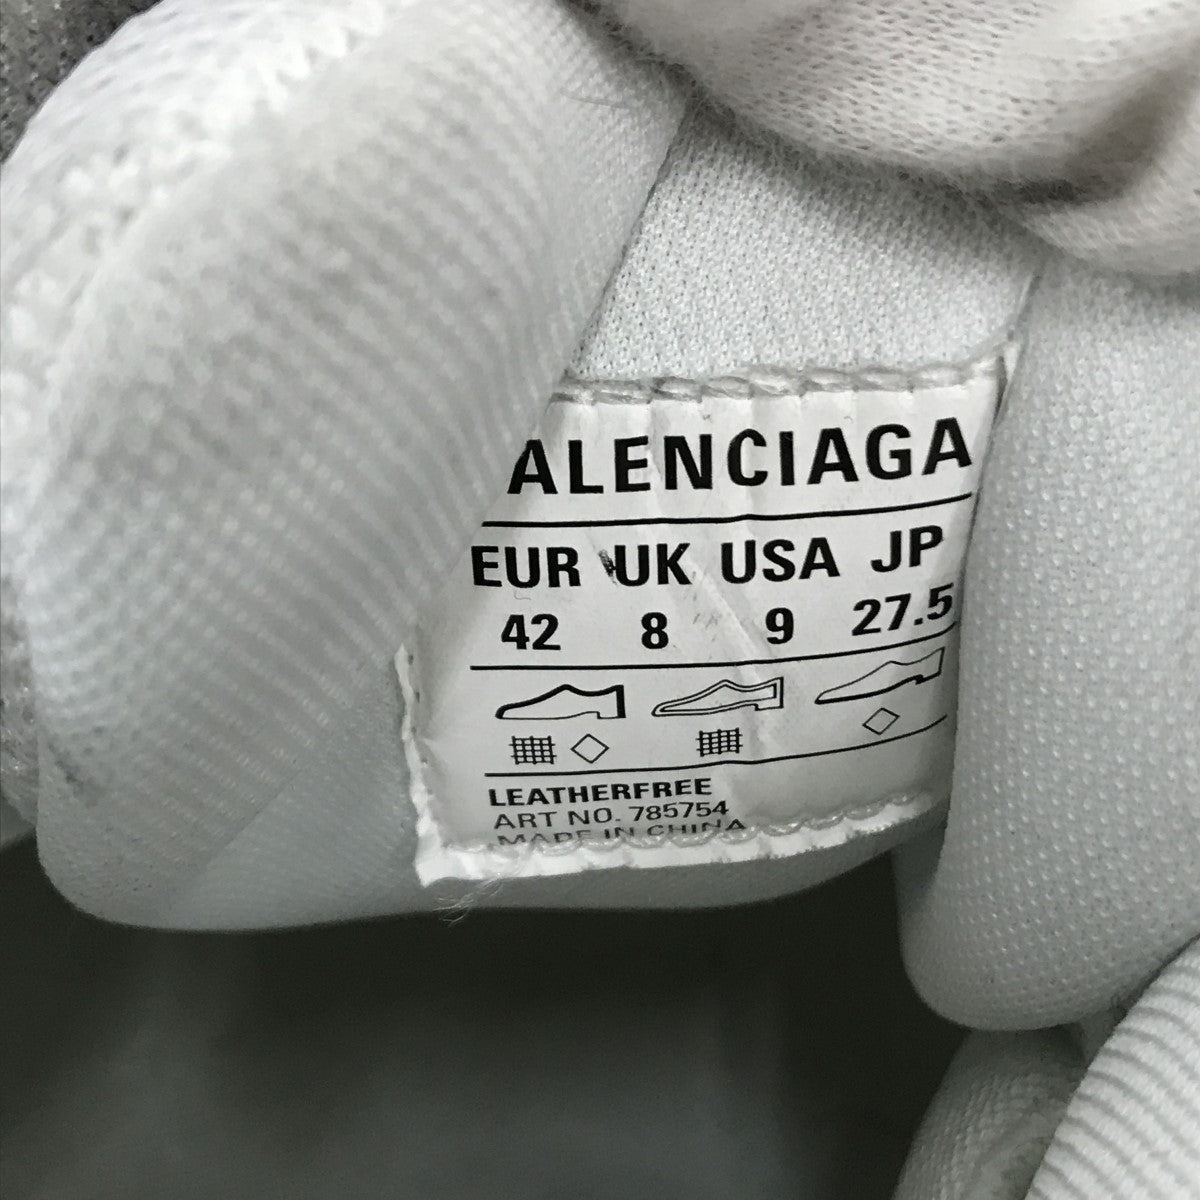 ALENCIAGA
EUR UK USA JP
42 8 9 27.5
LEATHERFREE
ART NO. 785754
MADE IN CHINA